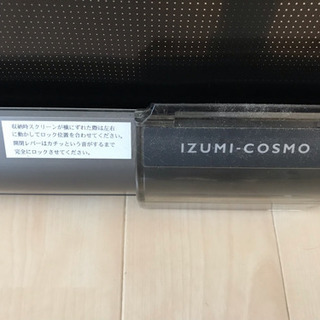 収納時スクリーンが横にずれた際は左右
に動かしてロック位置を合わせてください。
開閉レバーはカチッという音がするまで
完全にロックさせてください。
IZUMI-COSMO